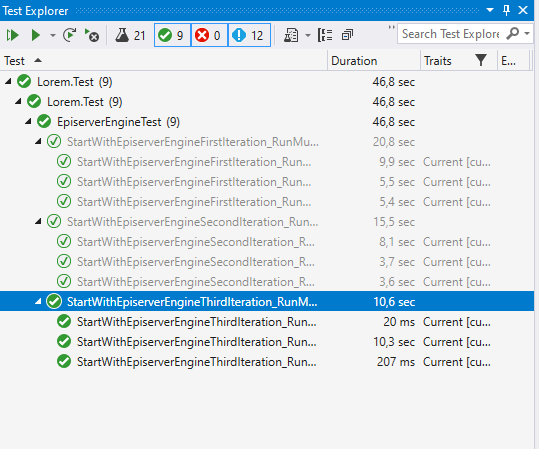 Test Explorer
21 9 0 12 " Search Test Explore
Test Duration Traits E...
Lorem.Test (9) 46,8 sec
Lorem.Test (9) 46,8 sec
EpiserverEngineTest (9) 46,8 sec
StartWithEpiserverEngineFirstIteration_RunMu... 20,8 sec
StartWithEpiserverEngineFirstIteration_Run... 9,9 sec Current [cu...
StartWithEpiserverEngineFirstIteration_Run... 5,5 sec Current [cu...
StartWithEpiserverEngineFirstIteration_Run... 5,4 sec Current [cu...
StartWithEpiserverEngineSecondIteration_Run... 15,5 sec
StartWithEpiserverEngineSecondIteration_R... 8,1 sec Current [cu...
StartWithEpiserverEngineSecondIteration_R... 3,7 sec Current [cu...
StartWithEpiserverEngineSecondIteration_R... 3,6 sec Current [cu...
StartWithEpiserverEngineThirdIteration_RunM... 10,6 sec
StartWithEpiserverEngineThirdIteration_Run... 20 ms Current [cu...
StartWithEpiserverEngineThirdIteration_Run... 10,3 sec Current [cu...
StartWithEpiserverEngineThirdIteration_Run... 207 ms Current [cu...